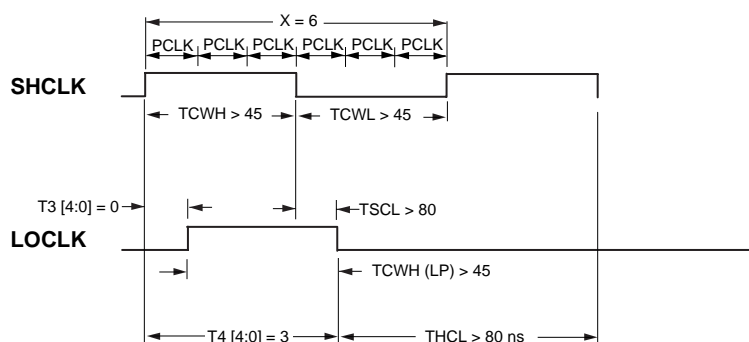 X = 6
PCLK PCLK PCLK PCLK PCLK PCLK
SHCLK
TCWH > 45 TCWL > 45
T3 [4:0] = 0 TSCL > 80
LOCLK
TCWH (LP) > 45
T4 [4:0] = 3 THCL > 80 ns